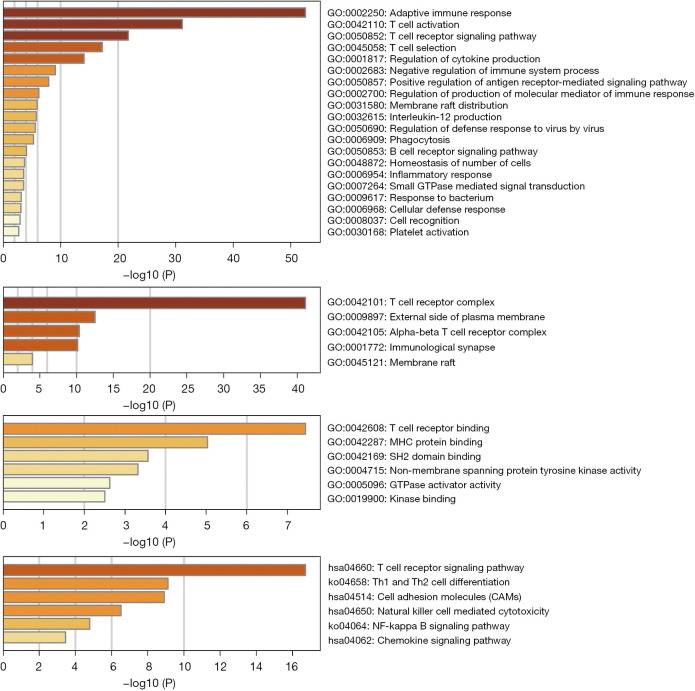 GO:0002250: Adaptive immune response
GO:0042110: T cell activation
GO:0050852: T cell receptor signaling pathway
GO:0045058: T cell selection
GO:0001817: Regulation of cytokine production
GO:0002683: Negative regulation of immune system process
GO:0050857: Positive regulation of antigen receptor-mediated signaling pathway
GO:0002700: Regulation of production of molecular mediator of immune response
GO:0031580: Membrane raft distribution
GO:0032615: Interleukin-12 production
GO:0050690: Regulation of defense response to virus by virus
GO:0006909: Phagocytosis
GO:0050853: B cell receptor signaling pathway
GO:0048872: Homeostasis of number of cells
GO:0006954: Inflammatory response
GO:0007264: Small GTPase mediated signal transduction
GO:0009617: Response to bacterium
GO:0006968: Cellular defense response
GO:0008037: Cell recognition
GO:0030168: Platelet activation
0 10 20 30 40 50
−log10 (P)
GO:0042101: T cell receptor complex
GO:0009897: External side of plasma membrane
GO:0042105: Alpha-beta T cell receptor complex
GO:0001772: Immunological synapse
GO:0045121: Membrane raft
0 5 10 15 20 25 30 35 40
−log10 (P)
GO:0042608: T cell receptor binding
GO:0042287: MHC protein binding
GO:0042169: SH2 domain binding
GO:0004715: Non-membrane spanning protein tyrosine kinase activity
GO:0005096: GTPase activator activity
GO:0019900: Kinase binding
0 1 2 3 4 5 6 7
−log10 (P)
hsa04660: T cell receptor signaling pathway
ko04658: Th1 and Th2 cell differentiation
hsa04514: Cell adhesion molecules (CAMs)
hsa04650: Natural killer cell mediated cytotoxicity
ko04064: NF-kappa B signaling pathway
hsa04062: Chemokine signaling pathway
0 2 4 6 8 10 12 14 16
−log10 (P)